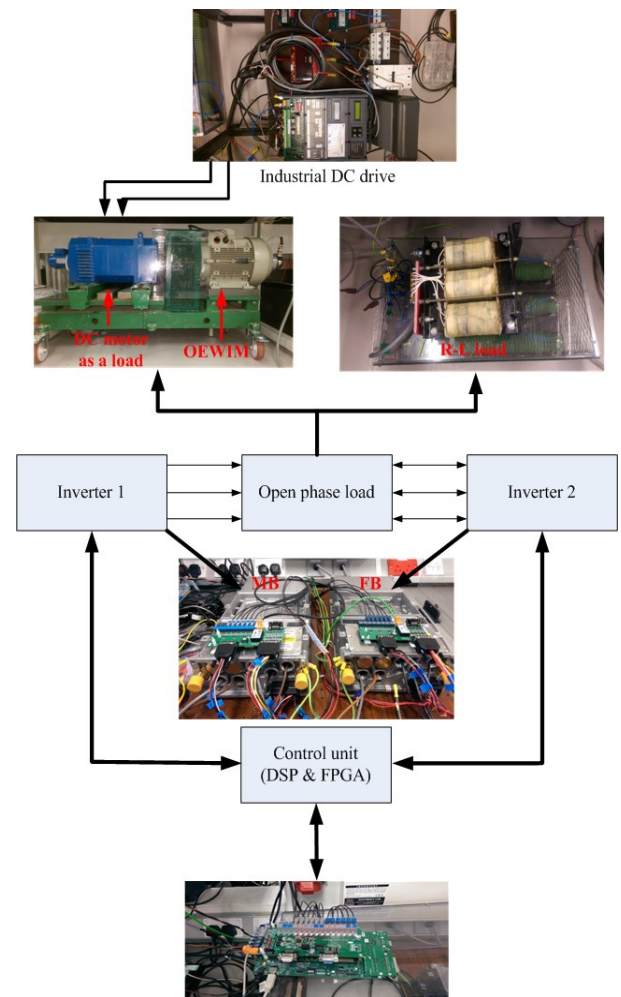 Industrial DC drive
DC motor
as a load
OEWIM
R-L load
Inverter 1
Open phase load
Inverter 2
MB
FB
Control unit
(DSP & FPGA)